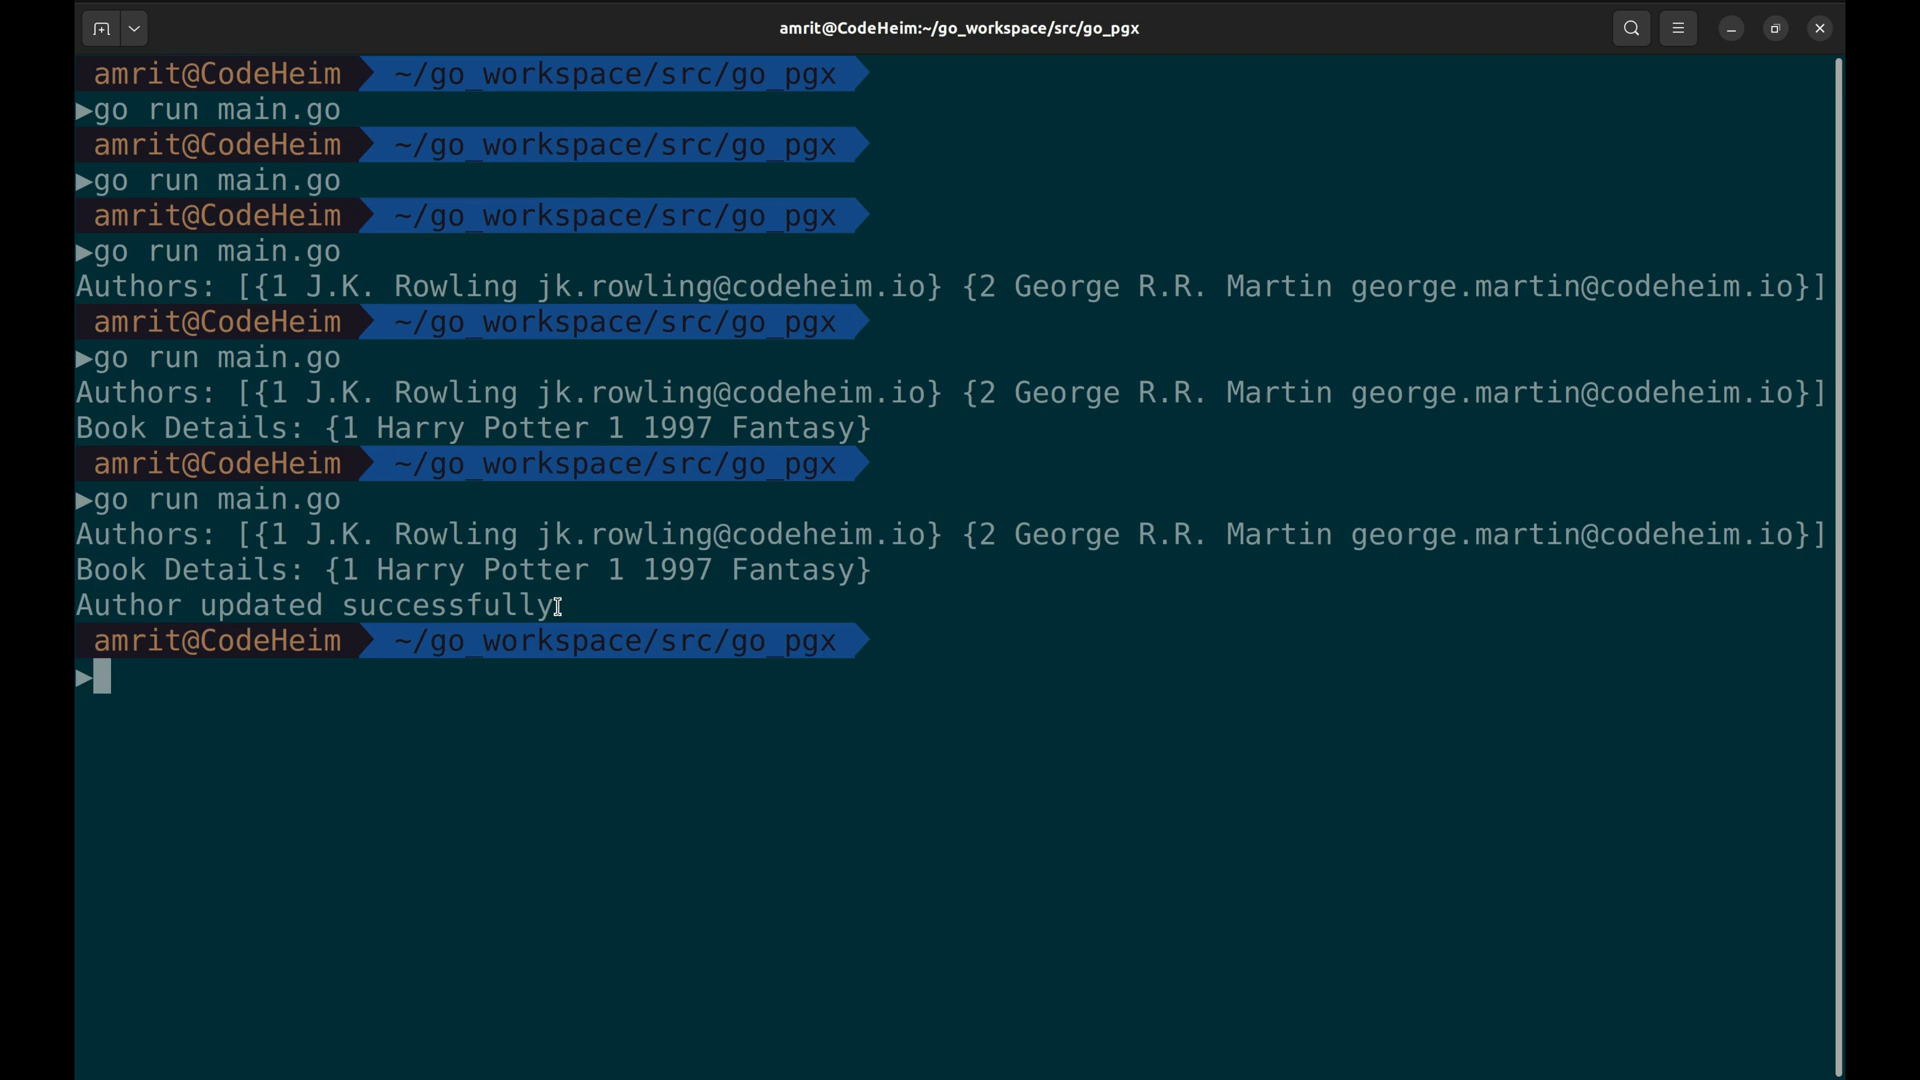 amrit@CodeHeim:~/go_workspace/src/go_pgx
amrit@CodeHeim ~/go_workspace/src/go_pgx
▶go run main.go
amrit@CodeHeim ~/go_workspace/src/go_pgx
▶go run main.go
amrit@CodeHeim ~/go_workspace/src/go_pgx
▶go run main.go
Authors: [{1 J.K. Rowling jk.rowling@codeheim.io} {2 George R.R. Martin george.martin@codeheim.io}]
amrit@CodeHeim ~/go_workspace/src/go_pgx
▶go run main.go
Authors: [{1 J.K. Rowling jk.rowling@codeheim.io} {2 George R.R. Martin george.martin@codeheim.io}]
Book Details: {1 Harry Potter 1 1997 Fantasy}
amrit@CodeHeim ~/go_workspace/src/go_pgx
▶go run main.go
Authors: [{1 J.K. Rowling jk.rowling@codeheim.io} {2 George R.R. Martin george.martin@codeheim.io}]
Book Details: {1 Harry Potter 1 1997 Fantasy}
Author updated successfully
amrit@CodeHeim ~/go_workspace/src/go_pgx
▶